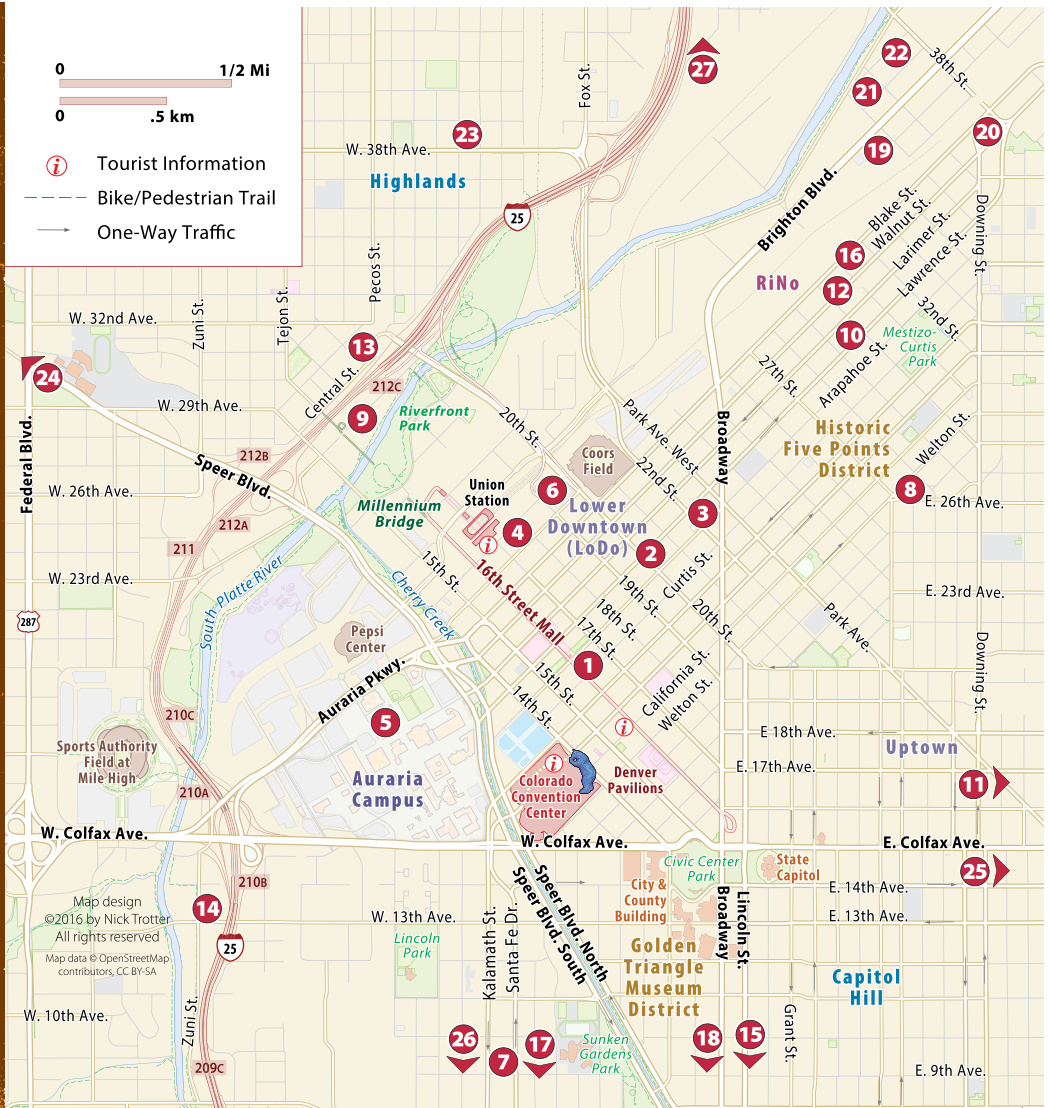 0
1/2 Mi
0
.5 km
i
Tourist Information
Bike/Pedestrian Trail
One-Way Traffic
22
38th St.
27
Fox St.
21
23
20
W. 38th Ave.
19
Highlands
25
Brighton Blvd.
Blake St.
Walnut St.
Larimer St.
Lawrence St.
Downing St.
Pecos St.
16
RiNo
12
Zuni St.
Tejon St.
W. 32nd Ave.
32nd St.
10
Mestizo-
Curtis
Park
13
Arapahoe St.
27th St.
24
212C
Central St.
W. 29th Ave.
9
Riverfront
Park
20th St.
Park Ave. West
Broadway
Historic
Five Points
District
Welton St.
Federal Blvd.
212B
Speer Blvd.
Coors
Field
22nd St.
W. 26th Ave.
Union
Station
6
8
E. 26th Ave.
Millennium
Bridge
Lower
Downtown
(LoDo)
3
212A
4
i
2
211
15th St.
16th Street Mall
Curtis St.
W. 23rd Ave.
South Platte River
Cherry Creek
19th St.
E. 23rd Ave.
18th St.
20th St.
Park Ave.
287
17th St.
Pepsi
Center
1
Downing St.
California St.
Welton St.
Auraria Pkwy.
15th St.
14th St.
210C
5
i
E 18th Ave.
Sports Authority
Field at
Mile High
Uptown
i
E. 17th Ave.
Colorado
Convention
Center
Denver
Pavilions
Auraria
Campus
11
210A
W. Colfax Ave.
W. Colfax Ave.
E. Colfax Ave.
Civic Center
Park
State
Capitol
25
210B
City &
County
Building
E. 14th Ave.
Map design
©2016 by Nick Trotter
All rights reserved
14
Speer Blvd. North
Speer Blvd. South
Broadway
Lincoln St.
W. 13th Ave.
E. 13th Ave.
Kalamath St.
Santa Fe Dr.
Lincoln
Park
25
Map data © OpenStreetMap
contributors, CC BY-SA
Golden
Triangle
Museum
District
Capitol
Hill
W. 10th Ave.
Zuni St.
Grant St.
26
7
17
Sunken
Gardens
Park
18
15
209C
E. 9th Ave.